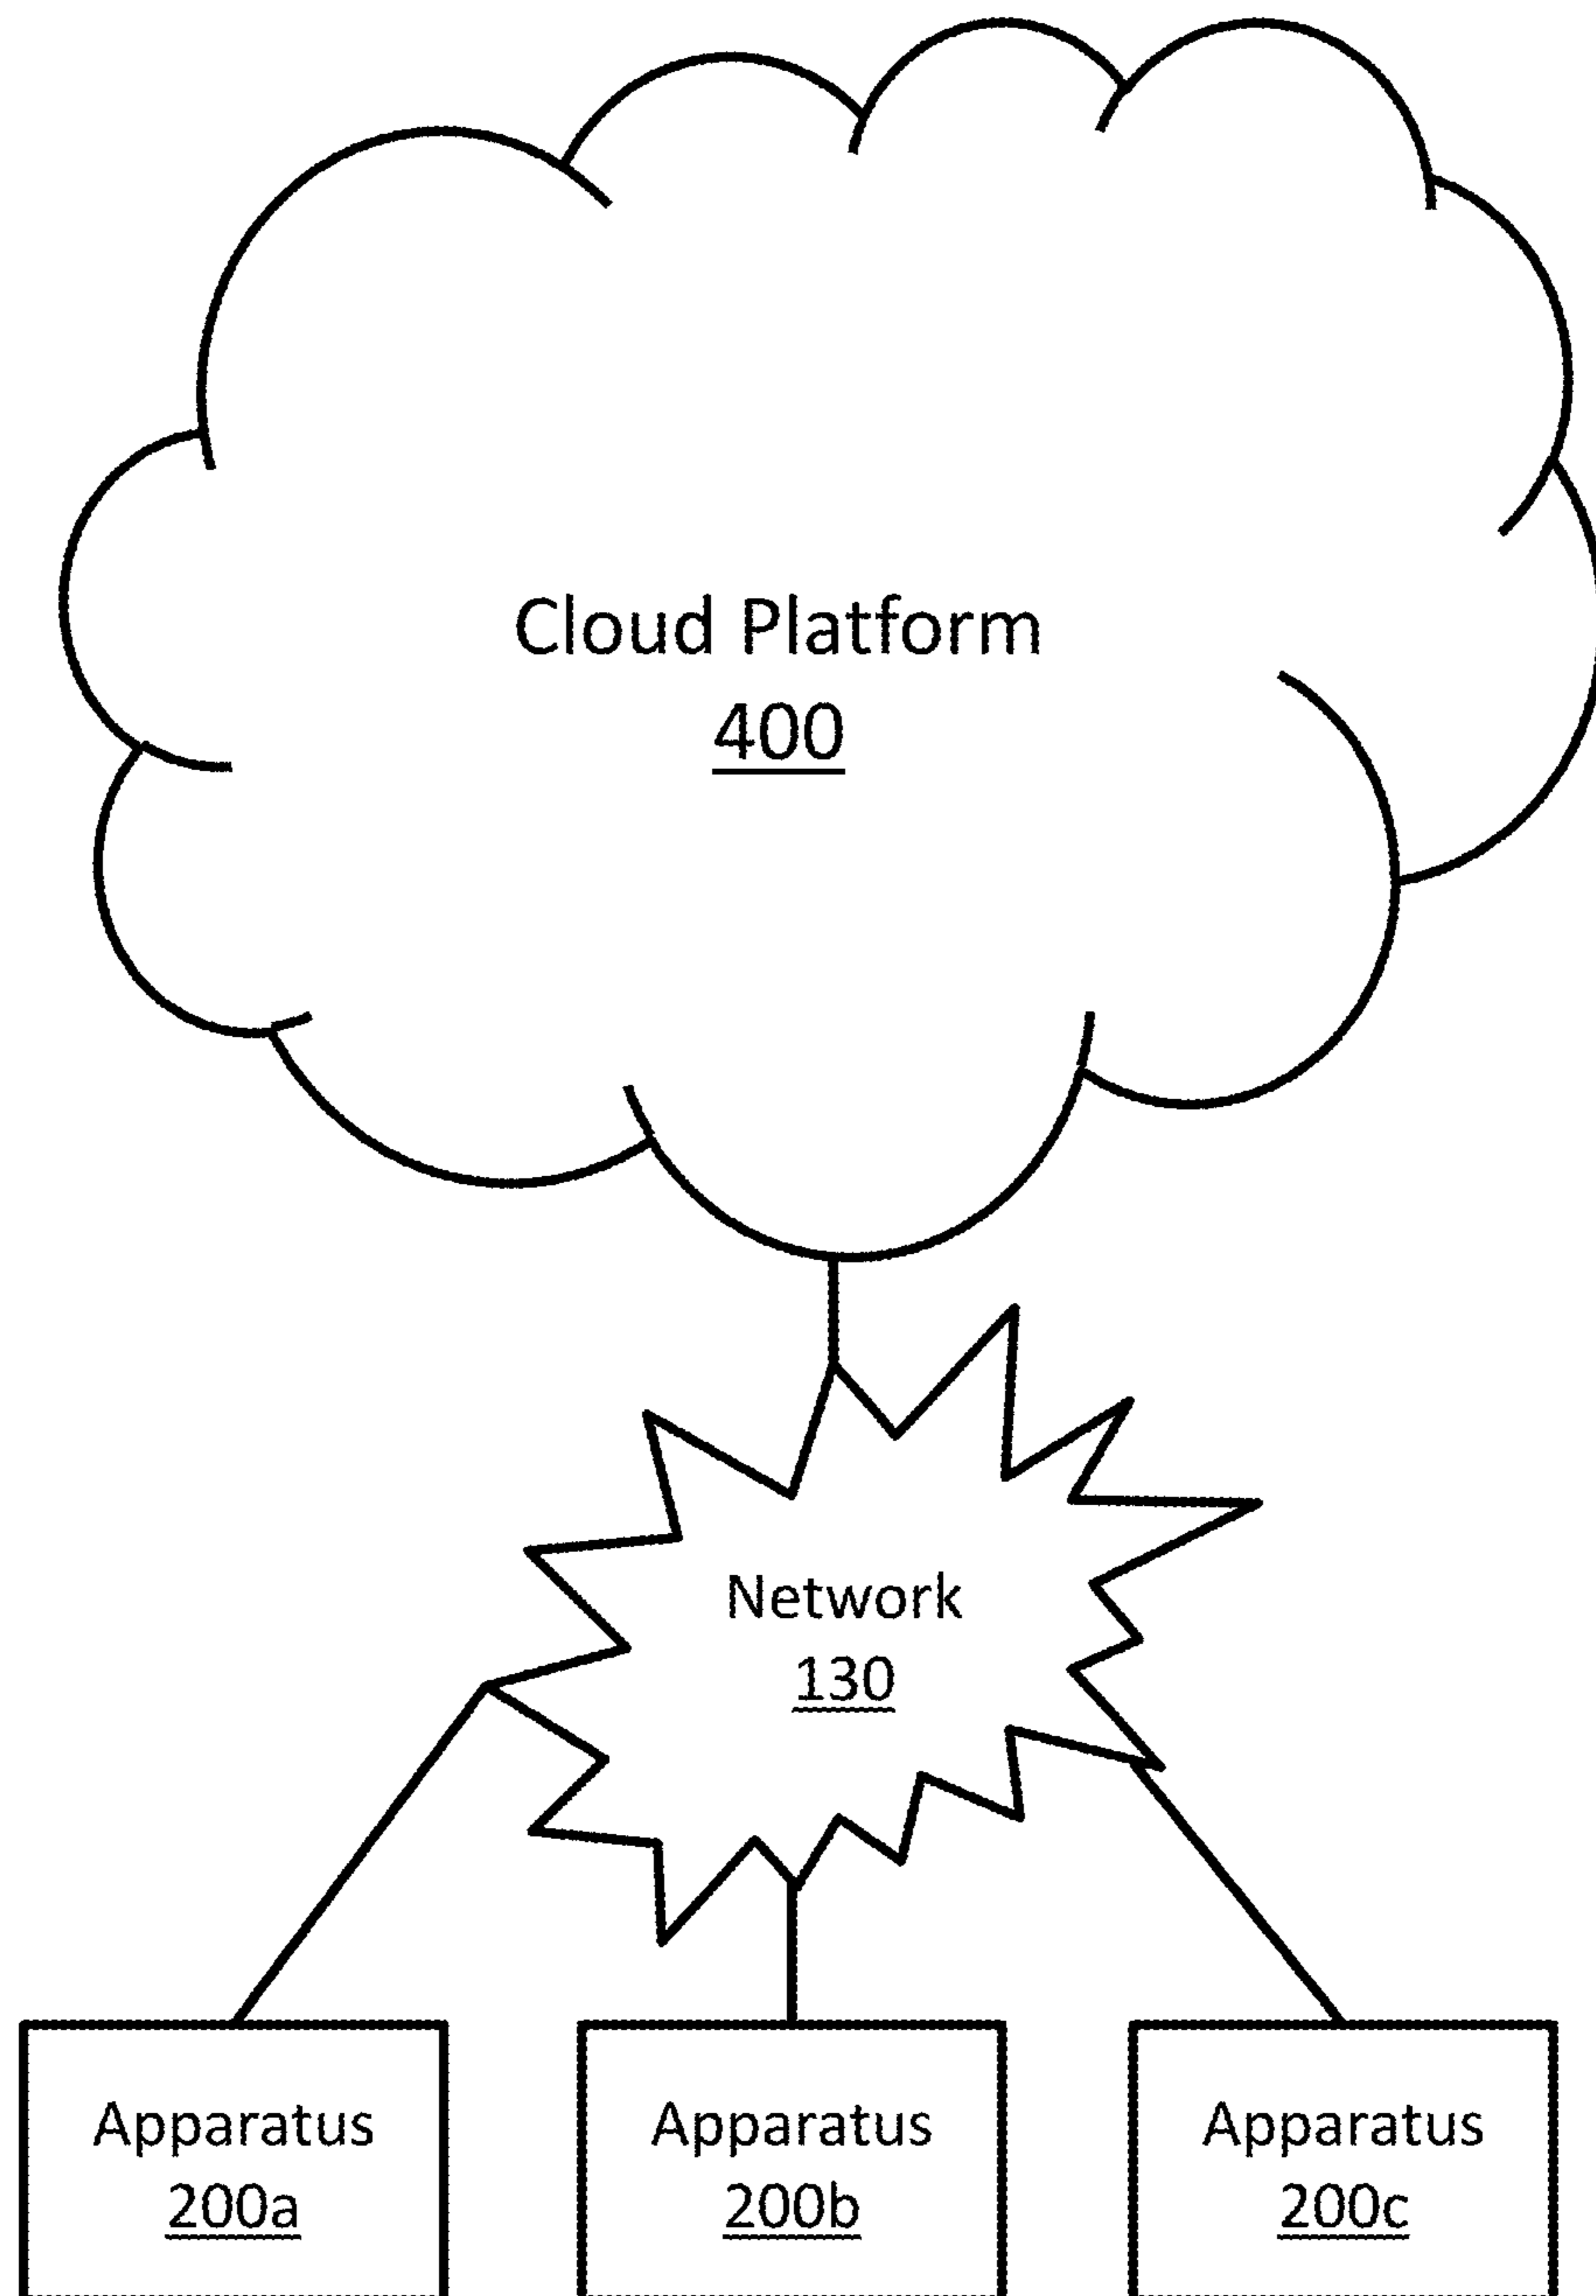 Cloud Platform
400
Network
130
Apparatus
200a
Apparatus
200b
Apparatus
200c